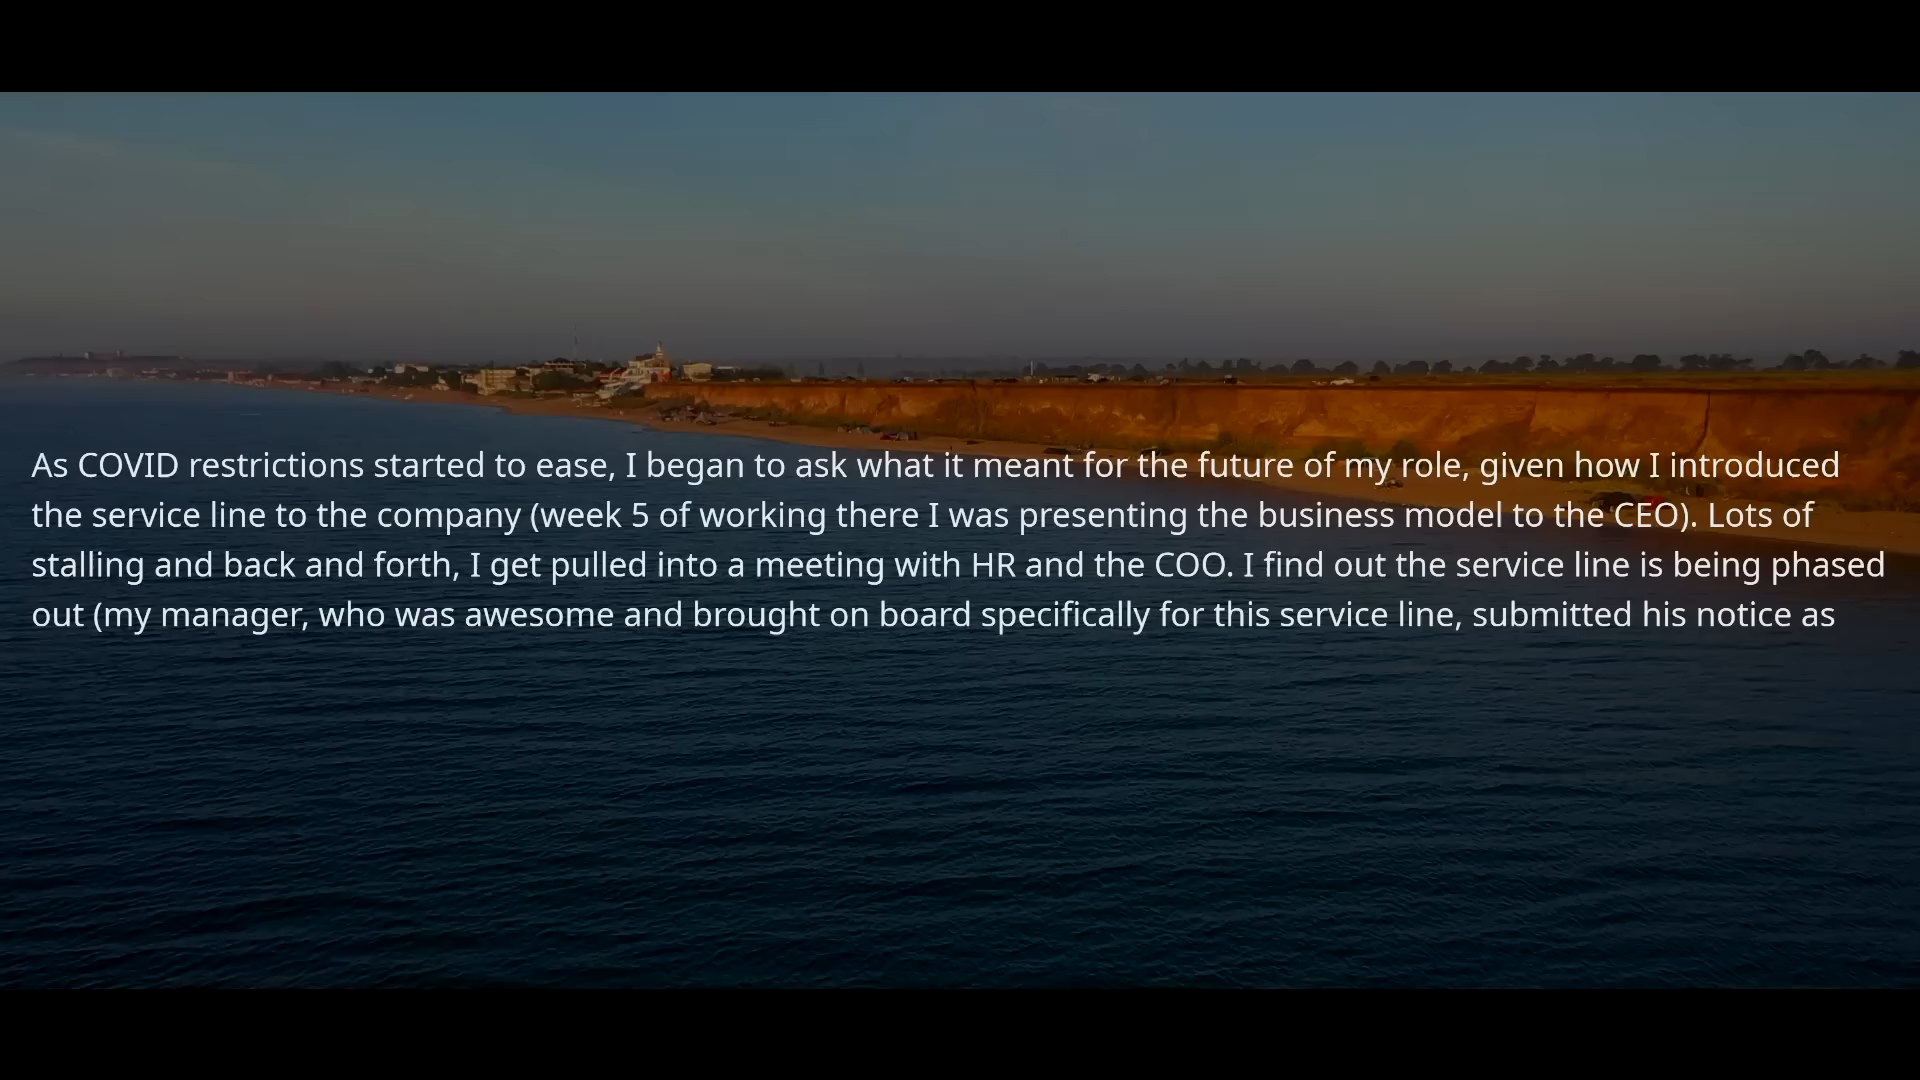 As COVID restrictions started to ease, I began to ask what it meant for the future of my role, given how I introduced
the service line to the company (week 5 of working there I was presenting the business model to the CEO). Lots of
stalling and back and forth, I get pulled into a meeting with HR and the COO. I find out the service line is being phased
out (my manager, who was awesome and brought on board specifically for this service line, submitted his notice as